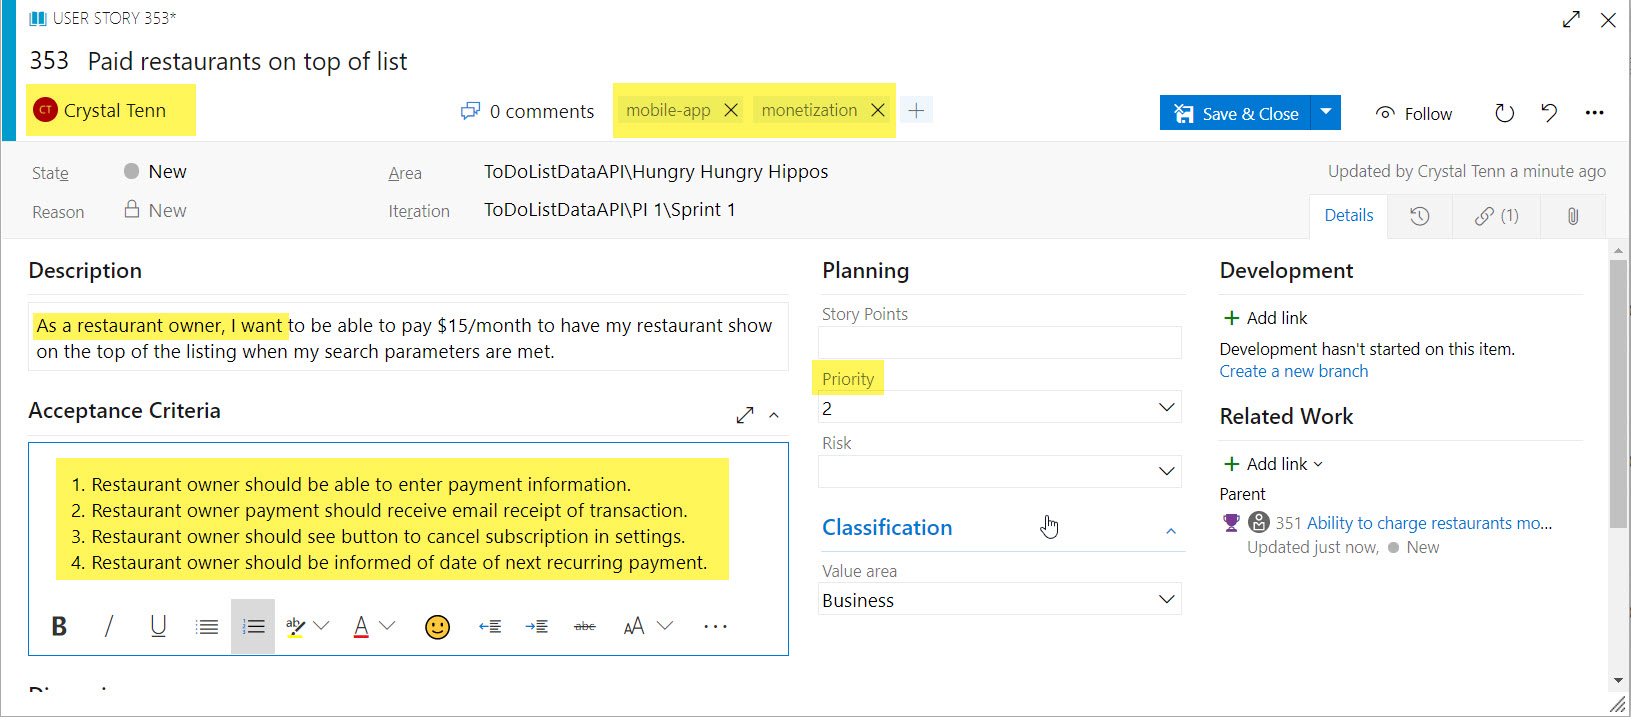 USER STORY 353*
353 Paid restaurants on top of list
CT Crystal Tenn
0 comments
mobile-app
monetization
Save & Close
Follow
State New
Area ToDoListDataAPI\Hungry Hungry Hippos
Updated by Crystal Tenn a minute ago
Reason New
Iteration ToDoListDataAPI\PI 1\Sprint 1
Details
(1)
Description
As a restaurant owner, I want to be able to pay $15/month to have my restaurant show
on the top of the listing when my search parameters are met.
Acceptance Criteria
1. Restaurant owner should be able to enter payment information.
2. Restaurant owner payment should receive email receipt of transaction.
3. Restaurant owner should see button to cancel subscription in settings.
4. Restaurant owner should be informed of date of next recurring payment.
B I U ab A abc AA
Planning
Story Points
Priority
2
Risk
Classification
Value area
Business
Development
Add link
Development hasn't started on this item.
Create a new branch
Related Work
Add link
Parent
351 Ability to charge restaurants mo...
Updated just now, New